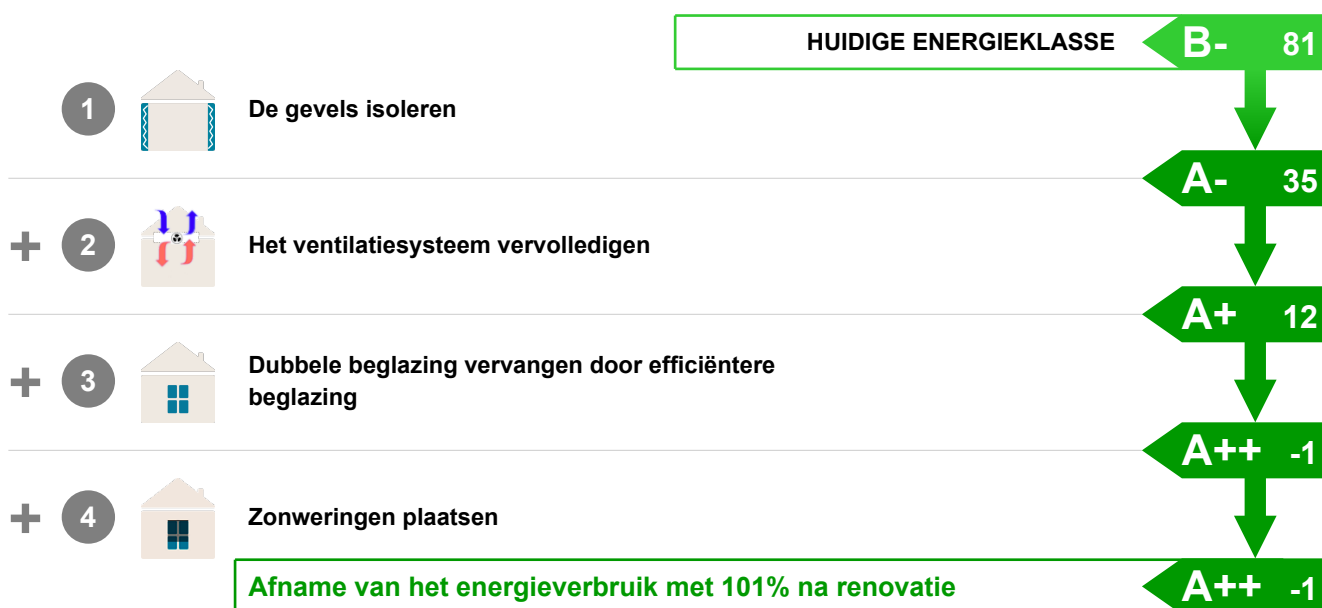 HUIDIGE ENERGIEKLASSE B- 81
1 De gevels isoleren
A- 35
+ 2 Het ventilatiesysteem vervolledigen
A+ 12
+ 3 Dubbele beglazing vervangen door efficiëntere
beglazing
A++ -1
+ 4 Zonweringen plaatsen
Afname van het energieverbruik met 101% na renovatie A++ -1